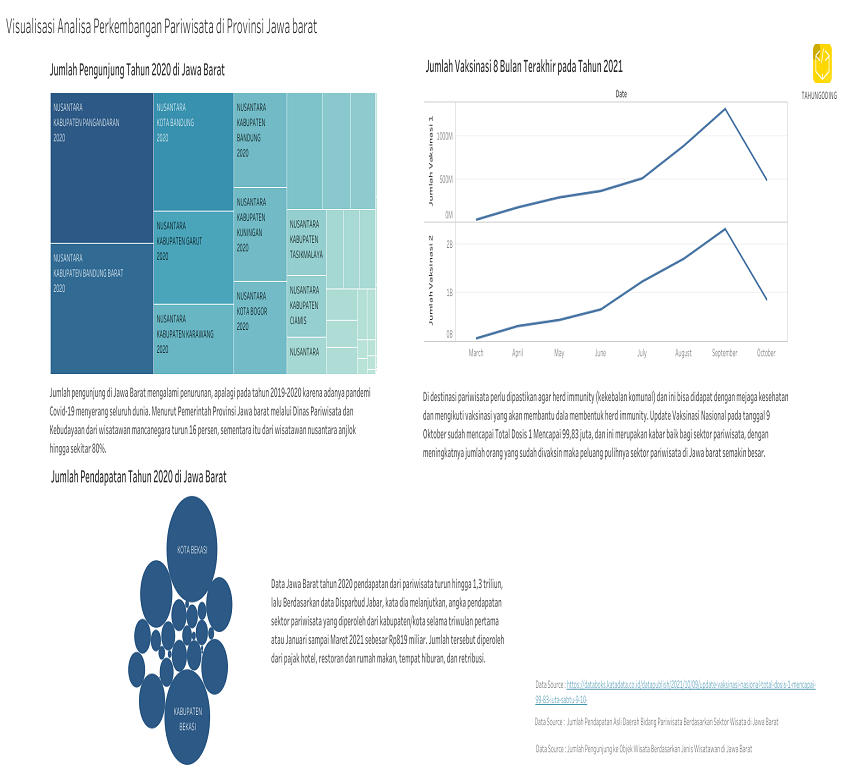 Visualisasi Analisa Perkembangan Pariwisata di Provinsi Jawa barat
Jumlah Pengunjung Tahun 2020 di Jawa Barat
NUSANTARA
KABUPATEN PANGANDARAN
2020
NUSANTARA
KABUPATEN BANDUNG BARAT
2020
NUSANTARA
KOTA BANDUNG
2020
NUSANTARA
KABUPATEN GARUT
2020
NUSANTARA
KABUPATEN KARAWANG
2020
NUSANTARA
KABUPATEN
BANDUNG
2020
NUSANTARA
KABUPATEN
KUNINGAN
2020
NUSANTARA
KOTA BOGOR
2020
NUSANTARA
KABUPATEN
TASIKMALAYA
NUSANTARA
KABUPATEN
CIAMIS
NUSANTARA
Jumlah pengunjung di Jawa Barat mengalami penurunan, apalagi pada tahun 2019-2020 karena adanya pandemi
Covid-19 menyerang seluruh dunia. Menurut Pemerintah Provinsi Jawa barat melalui Dinas Pariwisata dan
Kebudayaan dari wisatawan mancanegara turun 16 persen, sementara itu dari wisatawan nusantara anjlok
hingga sekitar 80%.
Jumlah Vaksinasi 8 Bulan Terakhir pada Tahun 2021
TAHUNGODING
Date
Jumlah Vaksinasi 1
1000M
500M
0M
Jumlah Vaksinasi 2
2B
1B
0B
March April May June July August September October
Di destinasi pariwisata perlu dipastikan agar herd immunity (kekebalan komunal) dan ini bisa didapat dengan mejaga kesehatan
dan mengikuti vaksinasi yang akan membantu dala membentuk herd immunity. Update Vaksinasi Nasional pada tanggal 9
Oktober sudah mencapai Total Dosis 1 Mencapai 99,83 juta, dan ini merupakan kabar baik bagi sektor pariwisata, dengan
meningkatnya jumlah orang yang sudah divaksin maka peluang pulihnya sektor pariwisata di Jawa barat semakin besar.
Jumlah Pendapatan Tahun 2020 di Jawa Barat
KOTA BEKASI
KABUPATEN
BEKASI
Data Jawa Barat tahun 2020 pendapatan dari pariwisata turun hingga 1,3 triliun,
lalu Berdasarkan data Disparbud Jabar, kata dia melanjutkan, angka pendapatan
sektor pariwisata yang diperoleh dari kabupaten/kota selama triwulan pertama
atau Januari sampai Maret 2021 sebesar Rp819 miliar. Jumlah tersebut diperoleh
dari pajak hotel, restoran dan rumah makan, tempat hiburan, dan retribusi.
Data Source : https://databoks.katadata.co.id/datapublish/2021/10/09/update-vaksinasi-nasional-total-dosis-1-mencapai-
99-83-juta-sabtu-9-10-
Data Source : Jumlah Pendapatan Asli Daerah Bidang Pariwisata Berdasarkan Sektor Wisata di Jawa Barat
Data Source : Jumlah Pengunjung ke Objek Wisata Berdasarkan Jenis Wisatawan di Jawa Barat